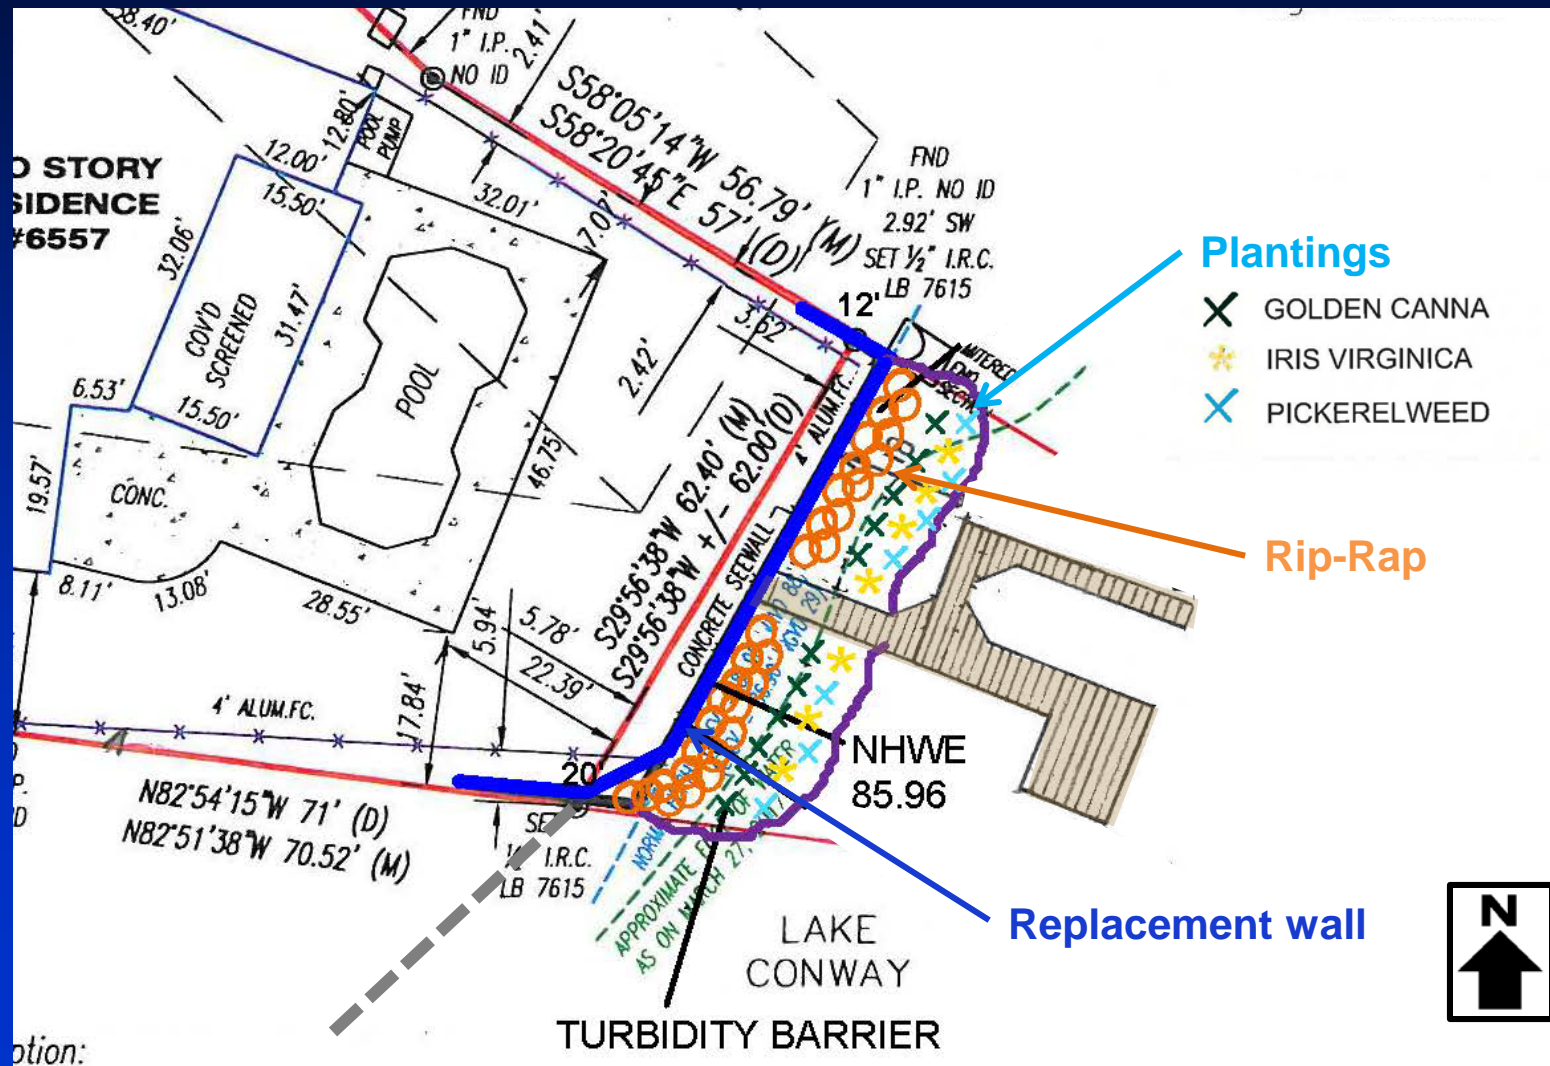 58.40'
FND
1" I.P.
NO ID
2.41'
S58°05'14"W 56.79' (M)
S58°20'45"E 57' (D)
FND
1" I.P. NO ID
2.92' SW
SET ½" I.R.C.
LB 7615
O STORY
SIDENCE
#6557
12.80'
POOL
PUMP
12.00'
15.50'
32.01'
7.07'
32.06'
COV'D
SCREENED
31.47'
POOL
6.53'
15.50'
46.75'
19.57'
CONC.
8.11'
13.08'
28.55'
12'
3.62'
2.42'
4' ALUM.FC.
Plantings
GOLDEN CANNA
IRIS VIRGINICA
PICKERELWEED
Rip-Rap
S29°56'38"W 62.40' (M)
S29°56'38"W +/- 62.00'(D)
CONCRETE SEEWALL
5.94'
5.78'
22.39'
17.84'
4' ALUM.FC.
20'
N82°54'15"W 71' (D)
N82°51'38"W 70.52' (M)
I.R.C.
LB 7615
NHWE
85.96
APPROXIMATE OF WATER
AS ON MARCH 27,
Replacement wall
LAKE
CONWAY
TURBIDITY BARRIER
N
ption: